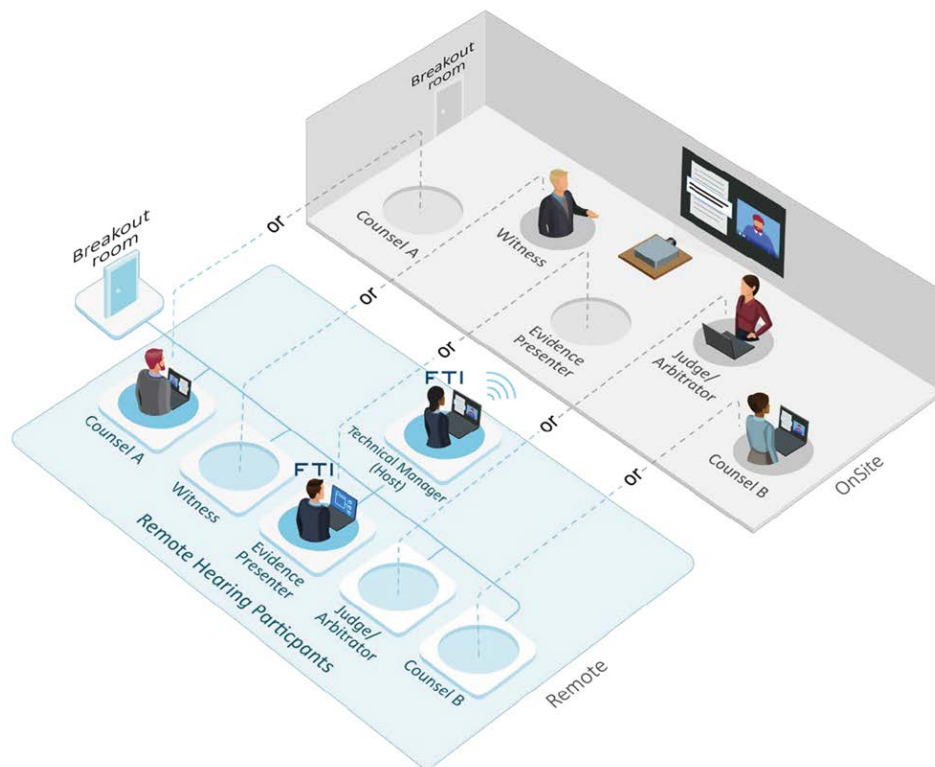 Breakout
room
Counsel A
Witness
Evidence
Presenter
Judge/
Arbitrator
Counsel B
OnSite
or
or
or
or
or
Breakout
room
Counsel A
Witness
FTI
Evidence
Presenter
FTI
Technical Manager
(Host)
Judge/
Arbitrator
Counsel B
Remote Hearing Particpants
Remote